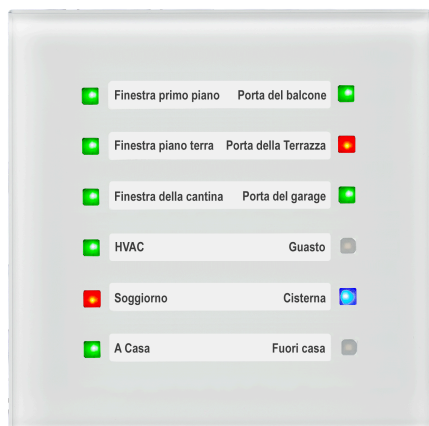 Finestra primo piano Porta del balcone
Finestra piano terra Porta della Terrazza
Finestra della cantina Porta del garage
HVAC Guasto
Soggiorno Cisterna
A Casa Fuori casa